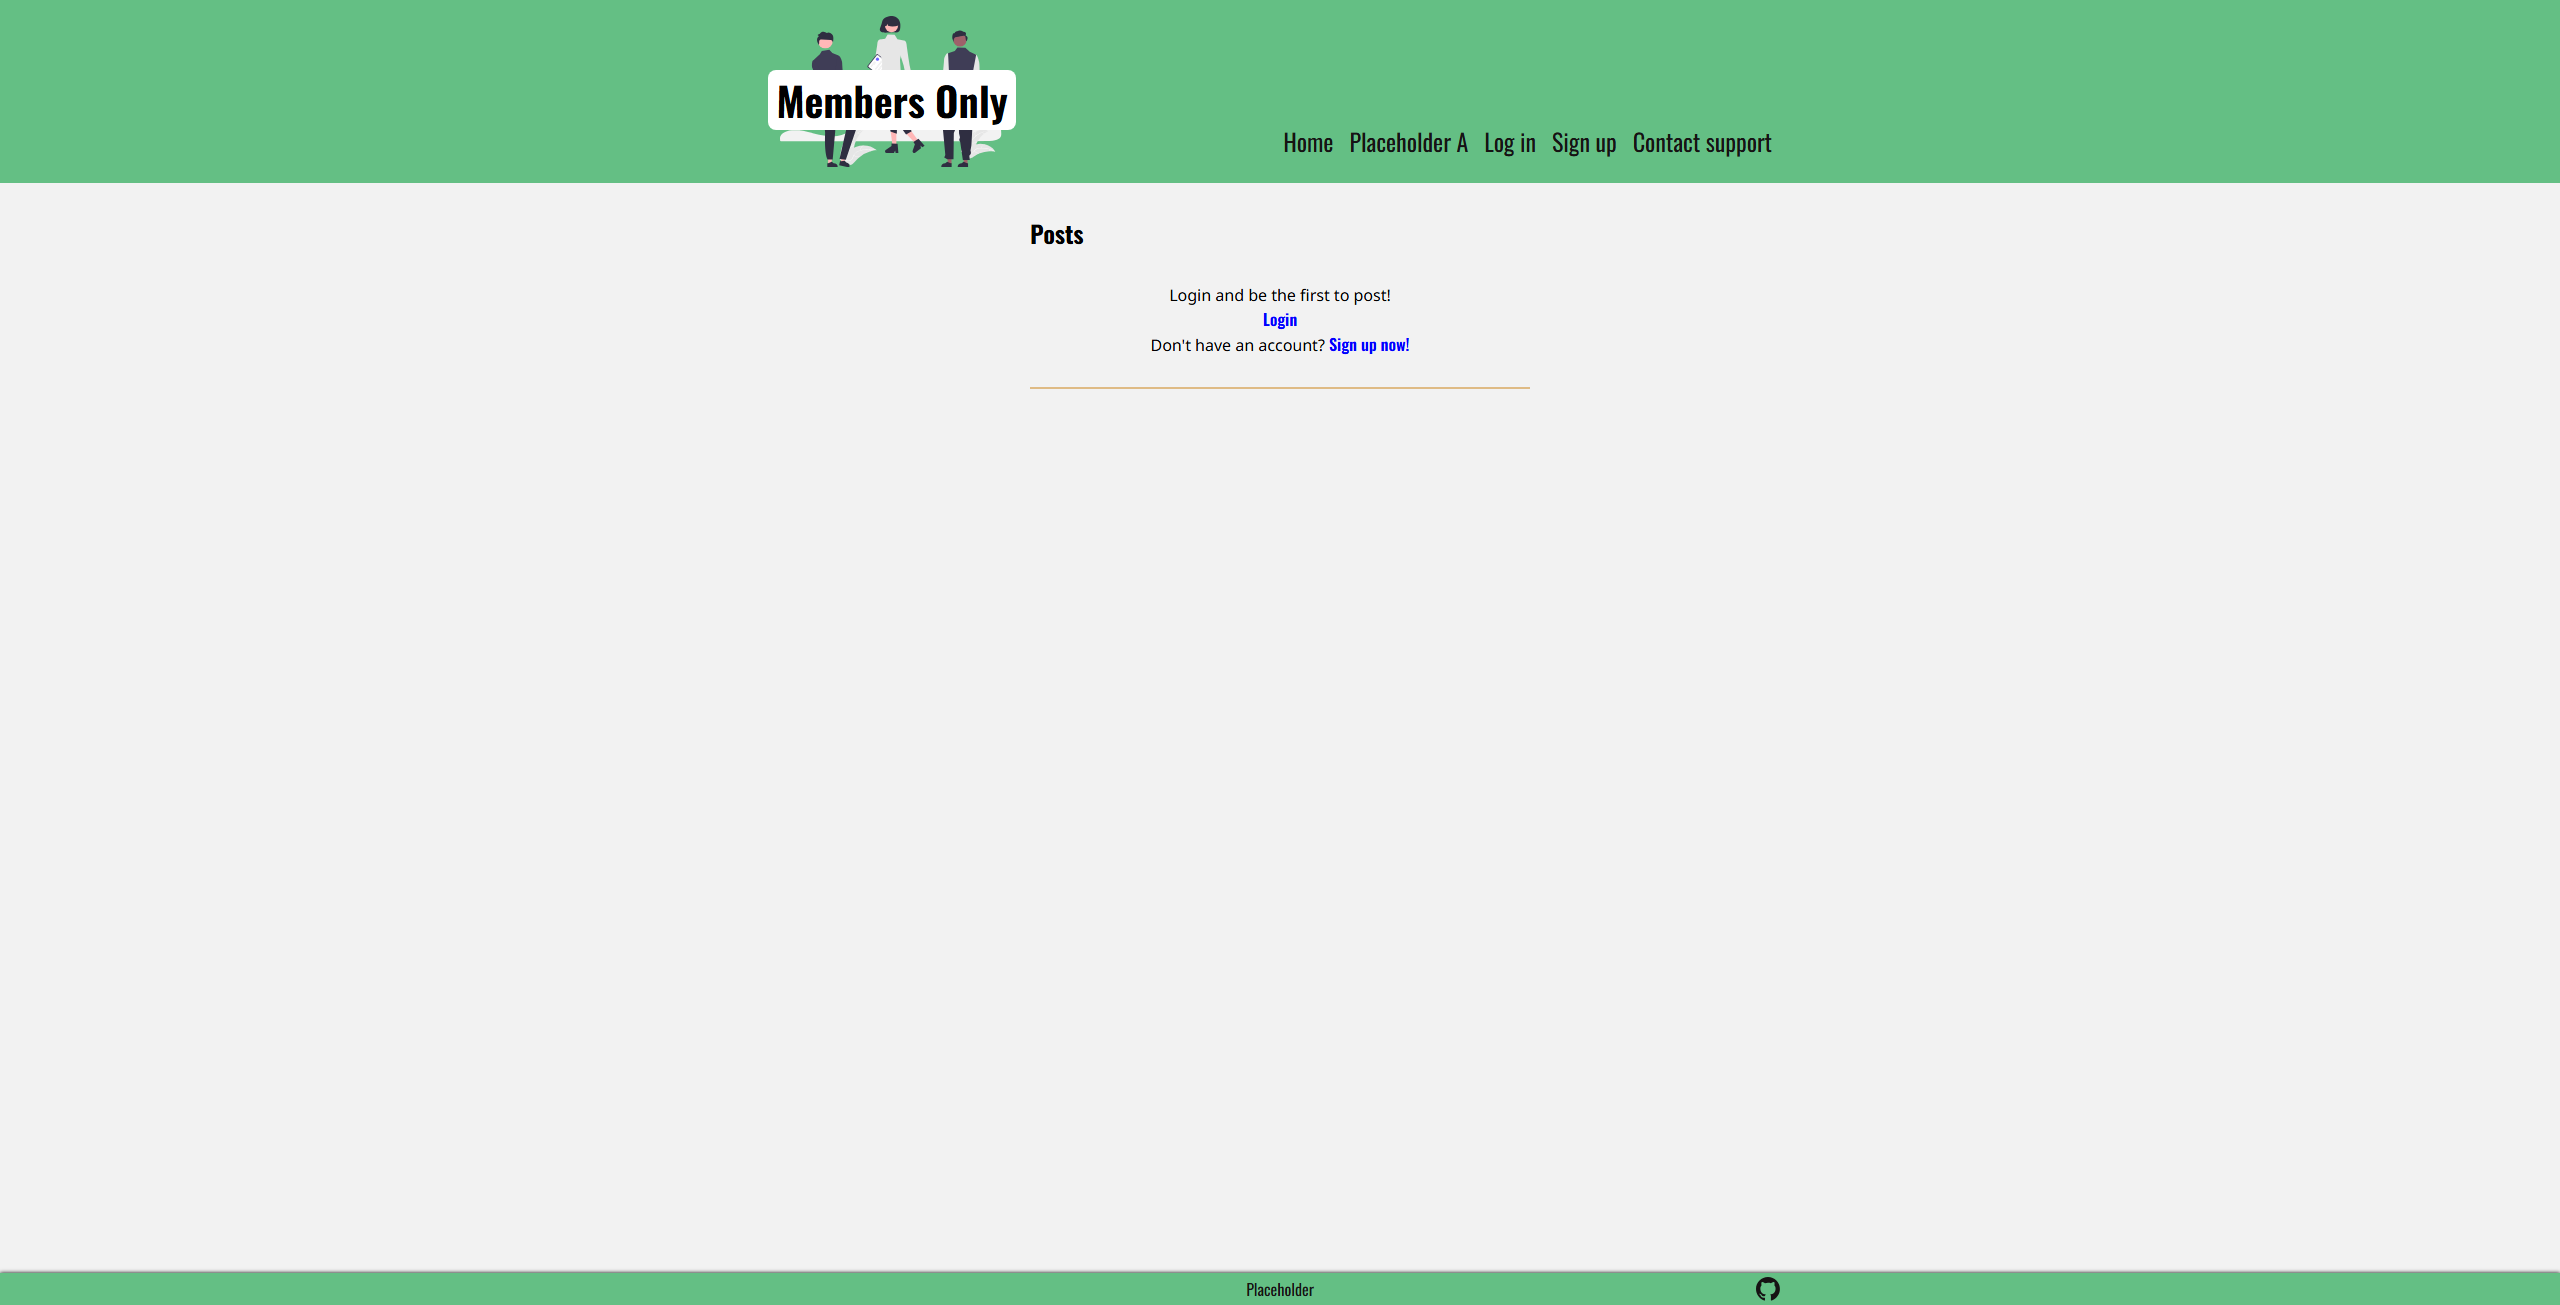 Members Only
Home Placeholder A Log in Sign up Contact support
Posts
Login and be the first to post!
Login
Don't have an account? Sign up now!
Placeholder